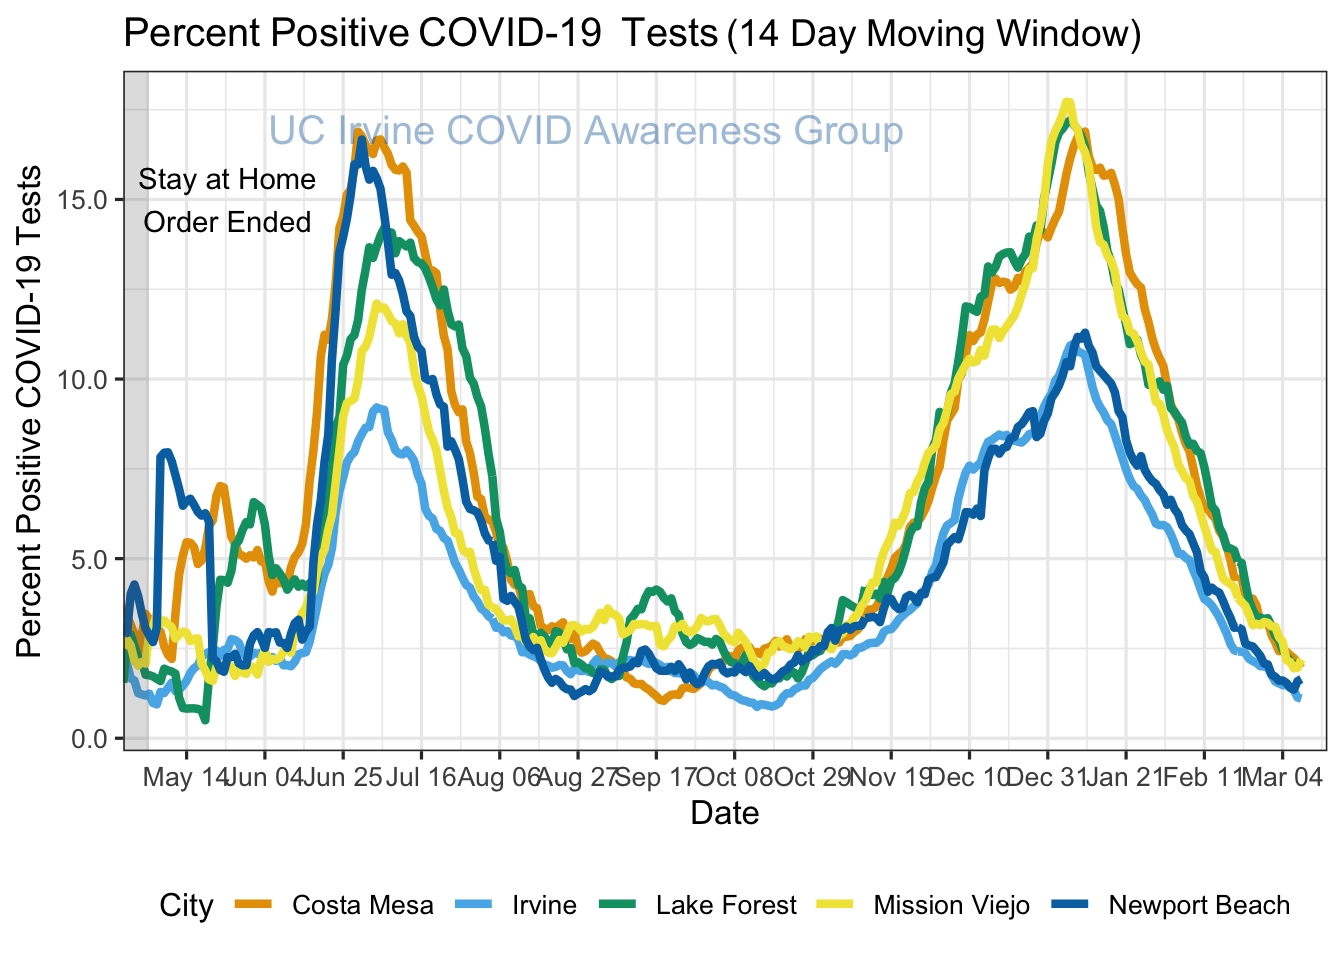 Percent Positive COVID-19 Tests (14 Day Moving Window)
UC Irvine COVID Awareness Group
Stay at Home
Order Ended
Percent Positive COVID-19 Tests
15.0
10.0
5.0
0.0
May 14 Jun 04 Jun 25 Jul 16 Aug 06 Aug 27 Sep 17 Oct 08 Oct 29 Nov 19 Dec 10 Dec 31 Jan 21 Feb 11 Mar 04
Date
City Costa Mesa Irvine Lake Forest Mission Viejo Newport Beach